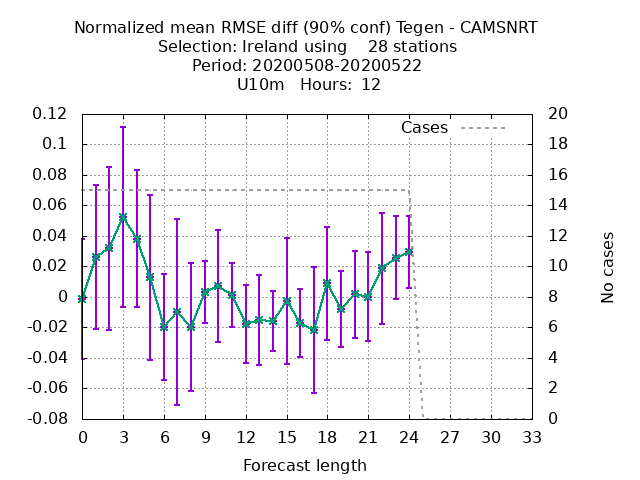 Normalized mean RMSE diff (90% conf) Tegen - CAMSNRT
Selection: Ireland using    28 stations
Period: 20200508-20200522
U10m   Hours:  12
Cases
0.12
0.1
0.08
0.06
0.04
0.02
0
-0.02
-0.04
-0.06
-0.08
20
18
16
14
12
10
8
6
4
2
0
No cases
0 3 6 9 12 15 18 21 24 27 30 33
Forecast length